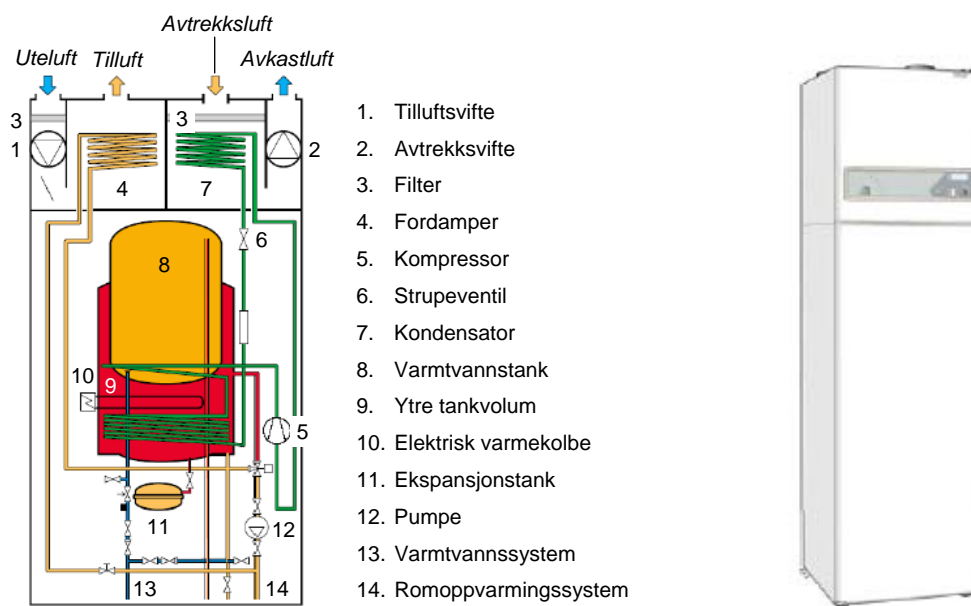 Avtrekksluft
Uteluft Tilluft Avkastluft
3 3
1 2
4 7
6
8
10 9
5
11 12
13 14
1. Tilluftsvifte
2. Avtrekksvifte
3. Filter
4. Fordamper
5. Kompressor
6. Strupeventil
7. Kondensator
8. Varmtvannstank
9. Ytre tankvolum
10. Elektrisk varmekolbe
11. Ekspansjonstank
12. Pumpe
13. Varmtvannssystem
14. Romoppvarmingssystem